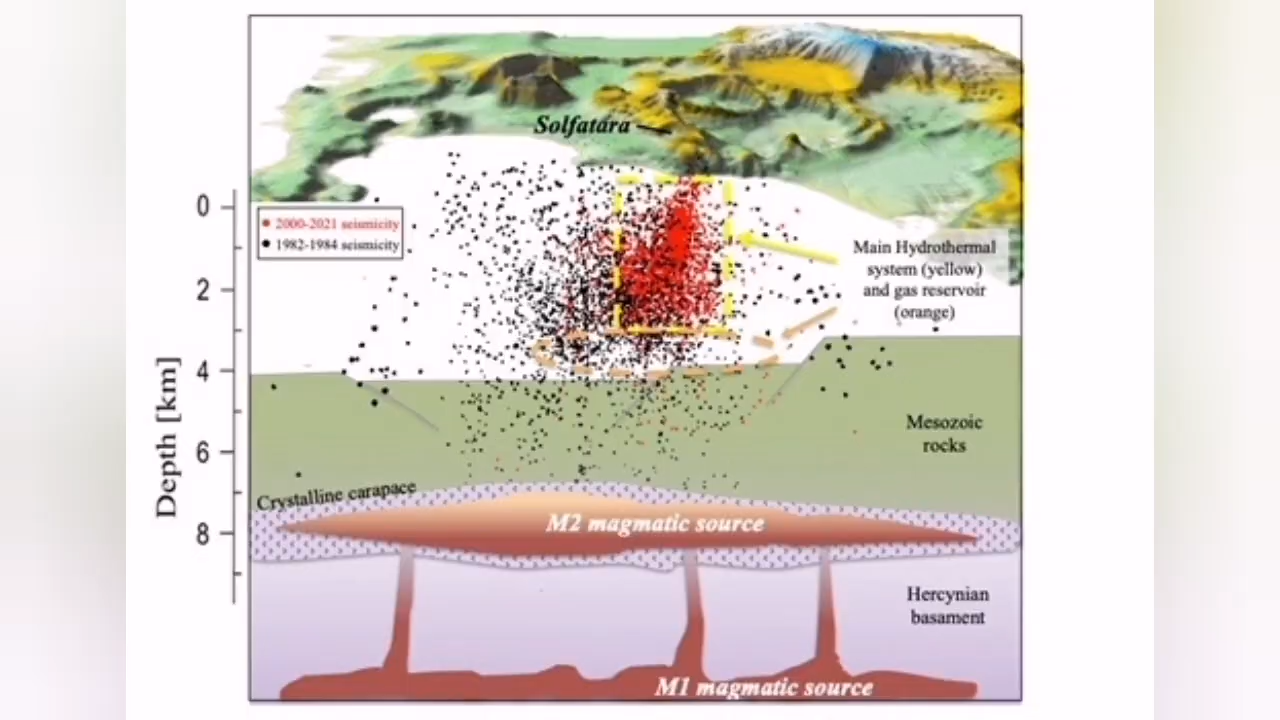 Solfatara
0
2
4
6
8
Depth [km]
2000-2021 seismicity
1982-1984 seismicity
Main Hydrothermal
system (yellow)
and gas reservoir
(orange)
Mesozoic
rocks
Crystalline carapace
M2 magmatic source
Hercynian
basament
M1 magmatic source